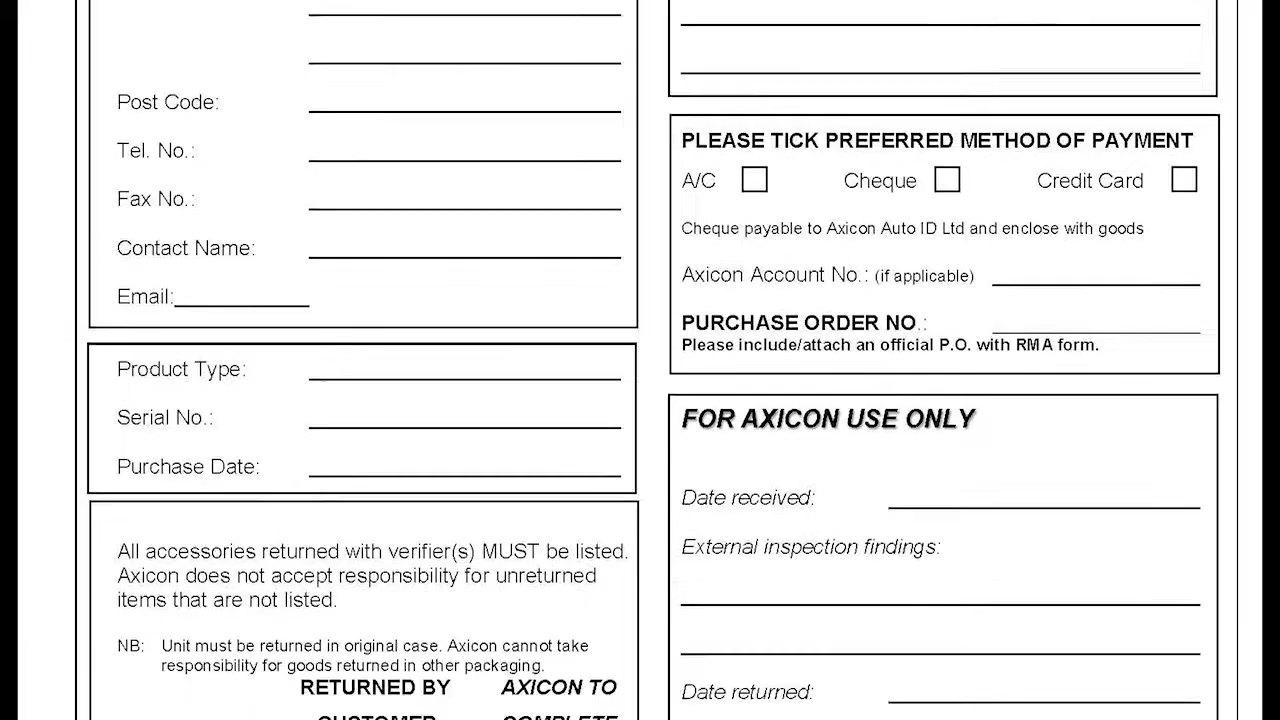 Post Code:
Tel. No.:
Fax No.:
Contact Name:
Email:
Product Type:
Serial No.:
Purchase Date:
All accessories returned with verifier(s) MUST be listed.
Axicon does not accept responsibility for unreturned
items that are not listed.
NB: Unit must be returned in original case. Axicon cannot take
responsibility for goods returned in other packaging.
RETURNED BY AXICON TO
CUSTOMER COMPLETE
PLEASE TICK PREFERRED METHOD OF PAYMENT
A/C Cheque Credit Card
Cheque payable to Axicon Auto ID Ltd and enclose with goods
Axicon Account No.: (if applicable)
PURCHASE ORDER NO.:
Please include/attach an official P.O. with RMA form.
FOR AXICON USE ONLY
Date received:
External inspection findings:
Date returned: